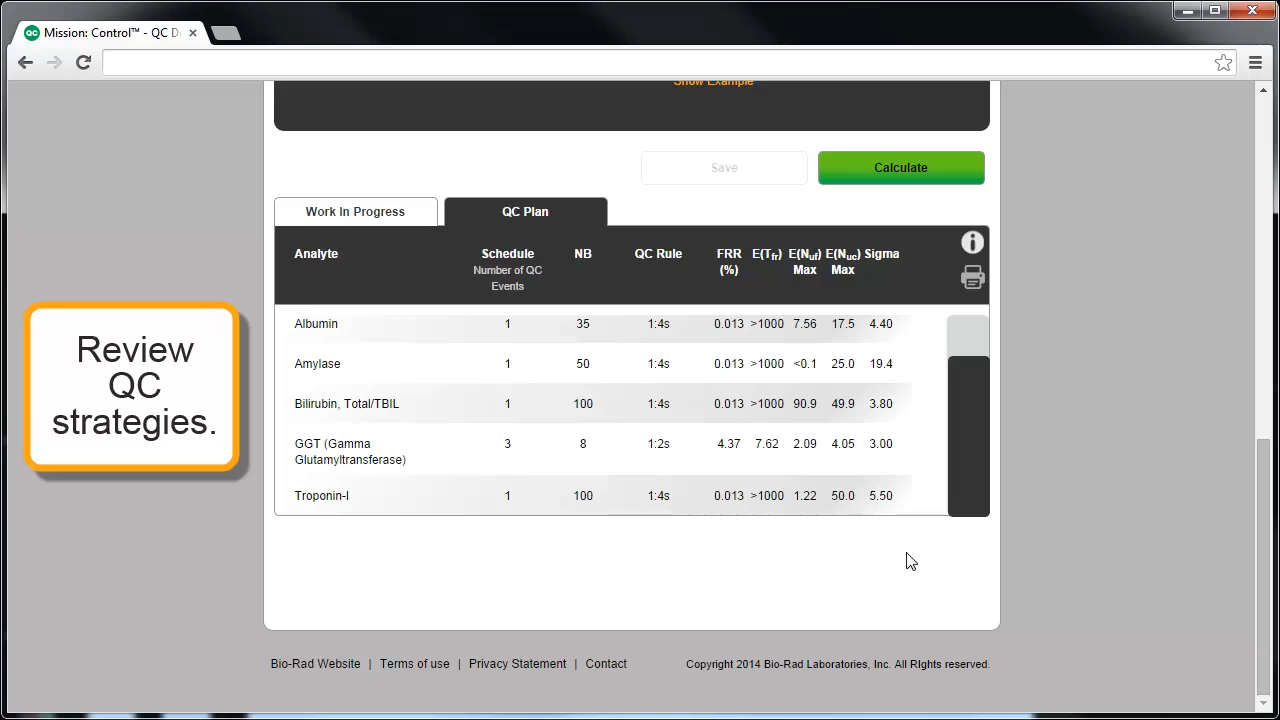 QC Mission: Control™ - QC D
Show Example
Save
Calculate
Work In Progress
QC Plan
Analyte Schedule NB QC Rule FRR E(Tfr) E(Nuf) E(Nuc) Sigma
Number of QC (%) Max Max
Events
Albumin 1 35 1:4s 0.013 >1000 7.56 17.5 4.40
Amylase 1 50 1:4s 0.013 >1000 <0.1 25.0 19.4
Bilirubin, Total/TBIL 1 100 1:4s 0.013 >1000 90.9 49.9 3.80
GGT (Gamma 3 8 1:2s 4.37 7.62 2.09 4.05 3.00
Glutamyltransferase)
Troponin-I 1 100 1:4s 0.013 >1000 1.22 50.0 5.50
Review
QC
strategies.
Bio-Rad Website | Terms of use | Privacy Statement | Contact
Copyright 2014 Bio-Rad Laboratories, Inc. All RIghts reserved.